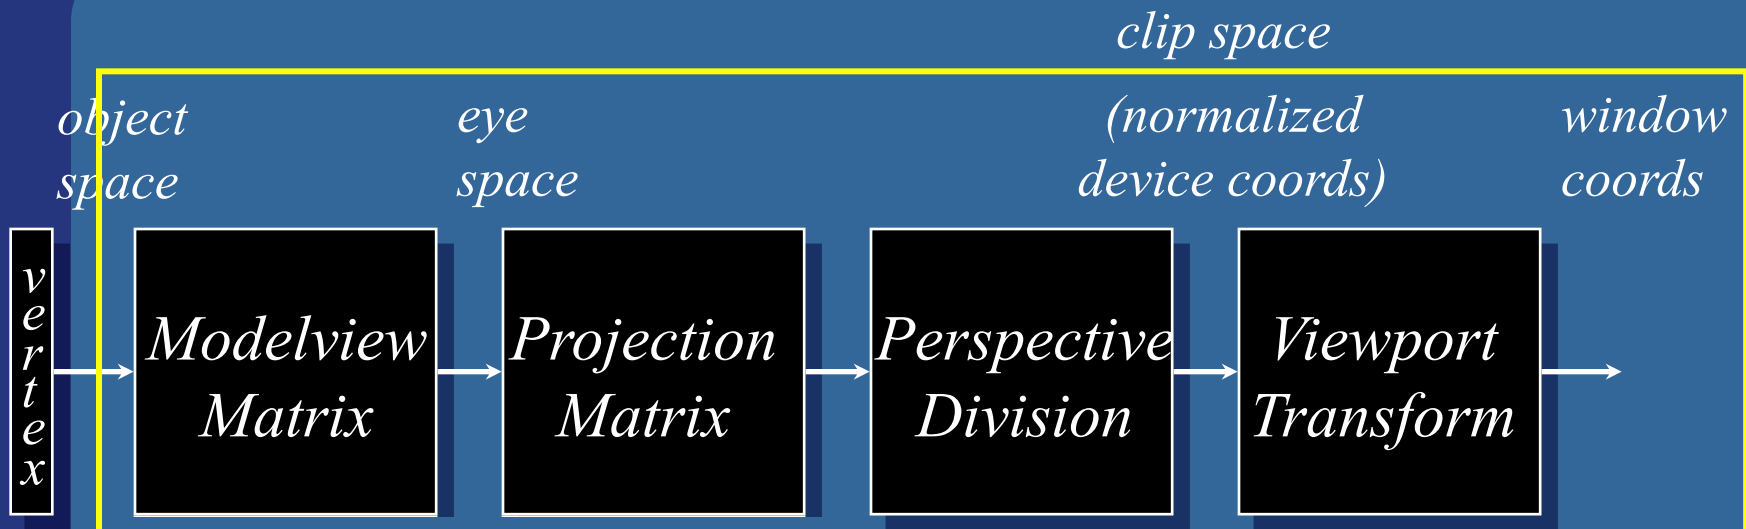 clip space
object
space
eye
space
(normalized
device coords)
window
coords
vertex
Modelview
Matrix
Projection
Matrix
Perspective
Division
Viewport
Transform